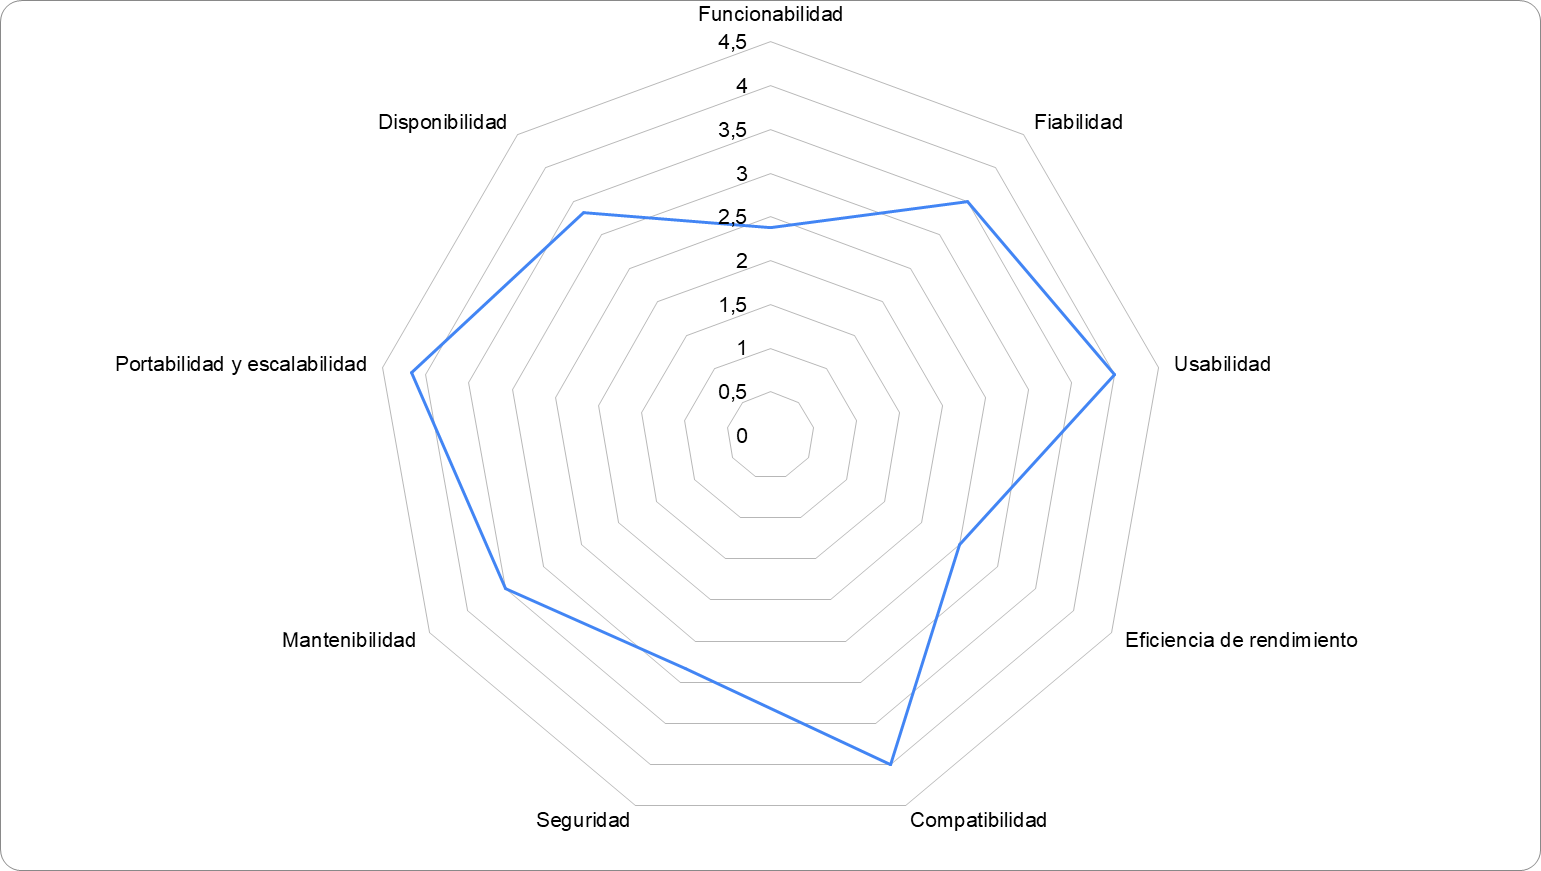 Funcionabilidad
4,5
4
3,5
3
2,5
2
1,5
1
0,5
0
Disponibilidad
Fiabilidad
Portabilidad y escalabilidad
Usabilidad
Mantenibilidad
Eficiencia de rendimiento
Seguridad
Compatibilidad